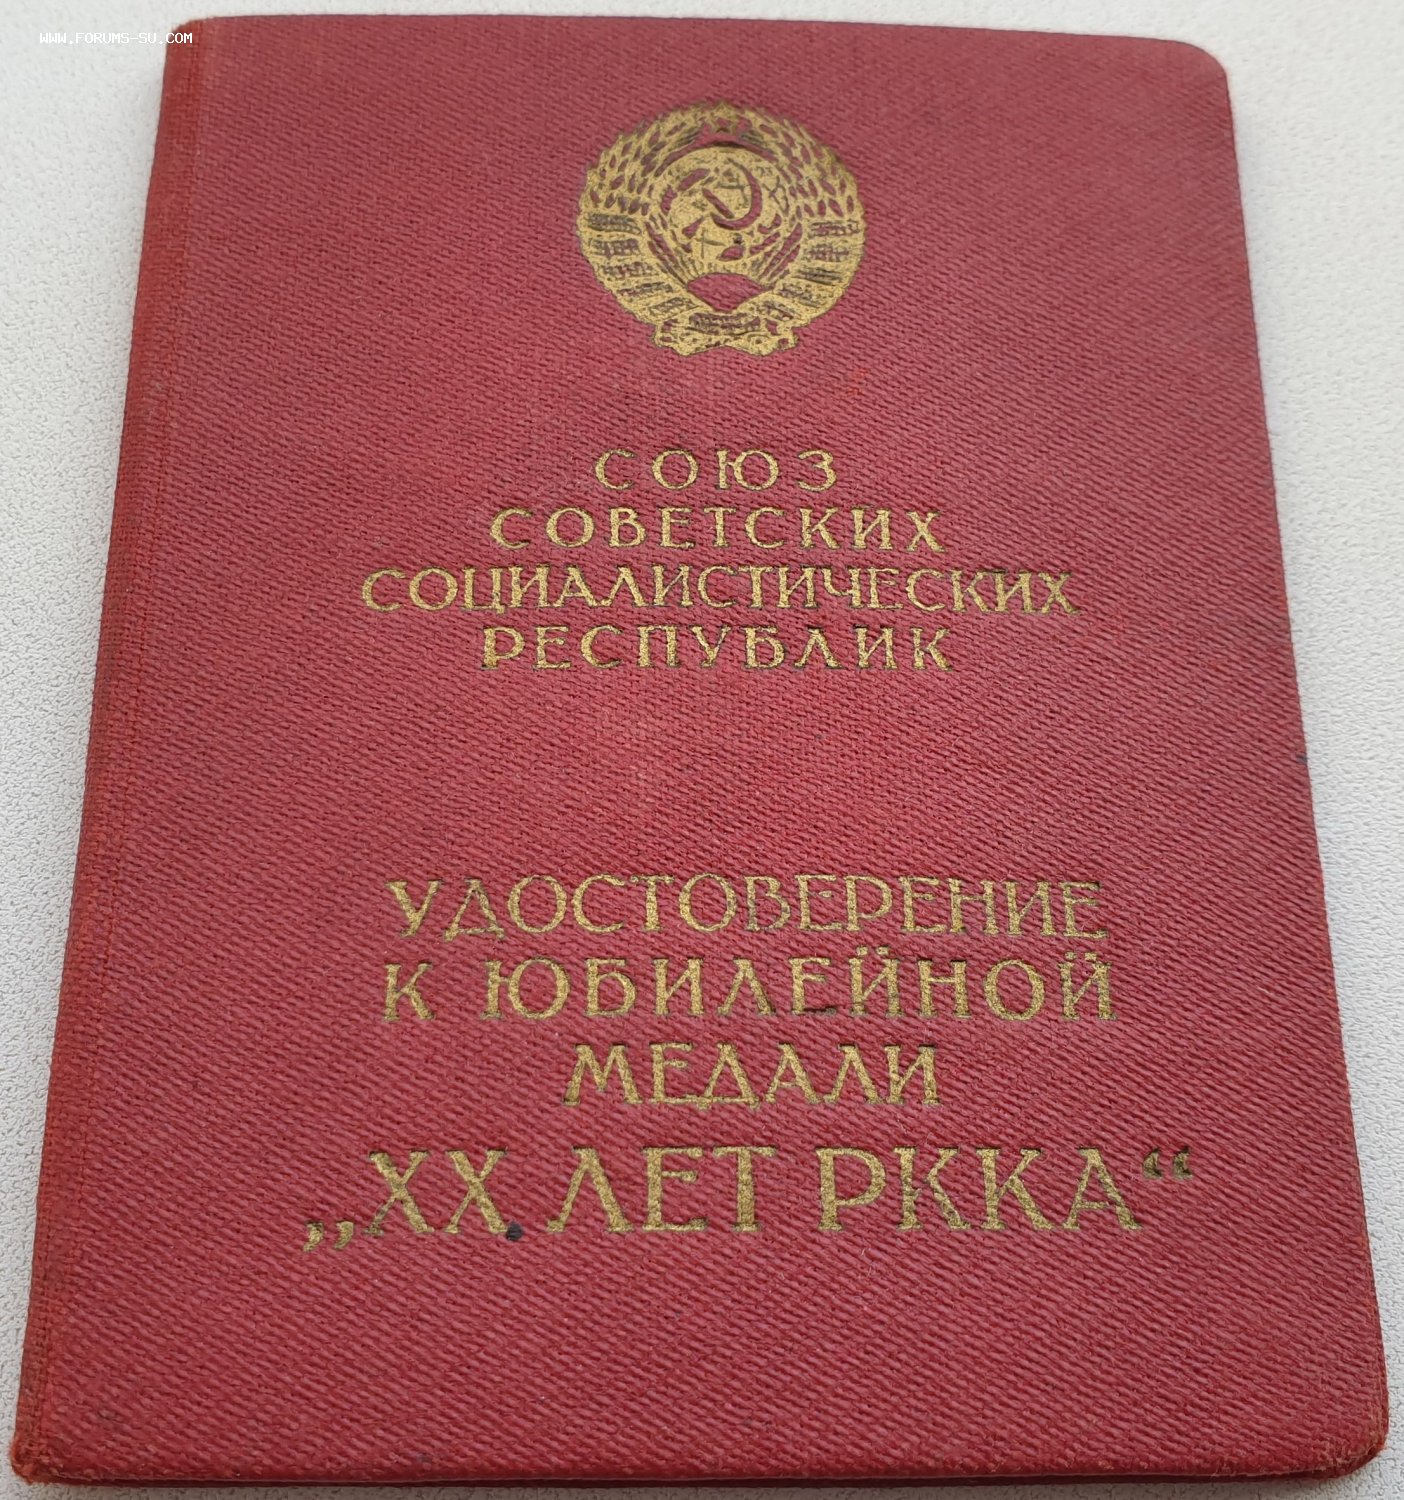 WWW.FORUMS-SU.COM
СОЮЗ
СОВЕТСКИХ
СОЦИАЛИСТИЧЕСКИХ
РЕСПУБЛИК
УДОСТОВЕРЕНИЕ
К ЮБИЛЕЙНОЙ
МЕДАЛИ
„XX ЛЕТ РККА“